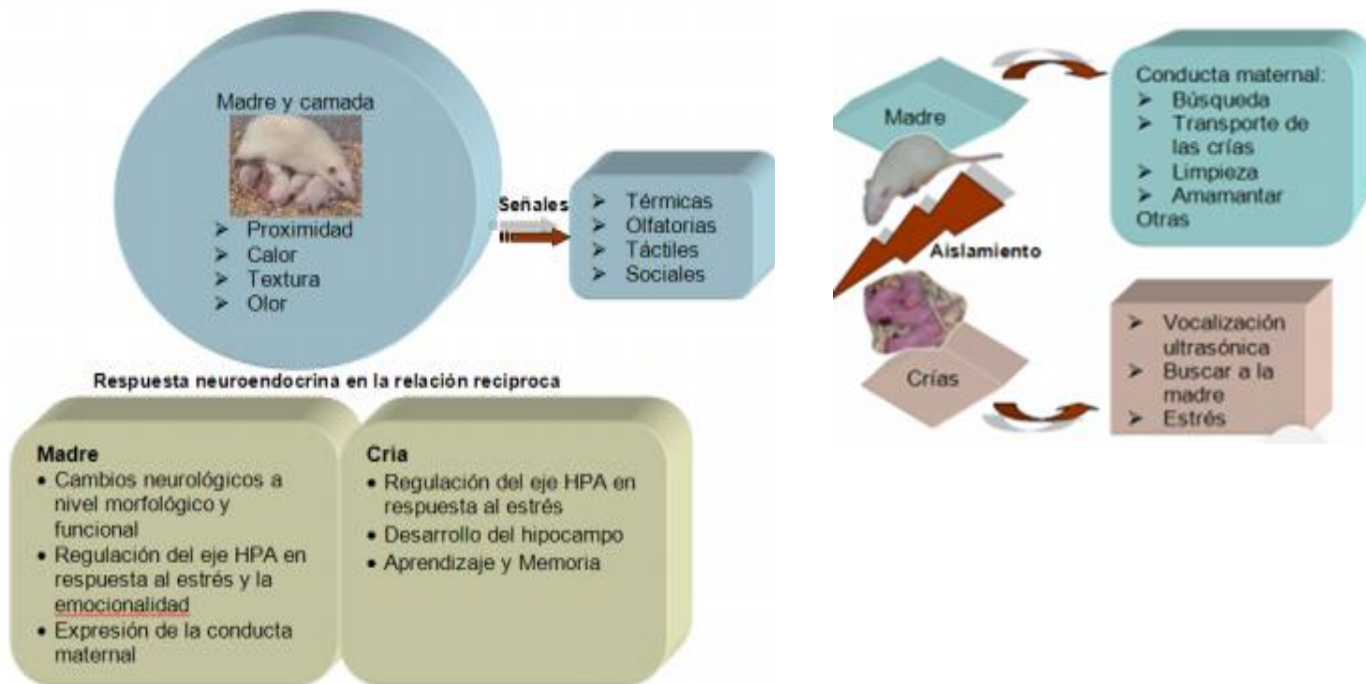 Madre y camada
➢ Proximidad
➢ Calor
➢ Textura
➢ Olor
Señales
➢ Térmicas
➢ Olfatorias
➢ Táctiles
➢ Sociales
Respuesta neuroendocrina en la relación reciproca
Madre
• Cambios neurológicos a
nivel morfológico y
funcional
• Regulación del eje HPA en
respuesta al estrés y la
emocionalidad
• Expresión de la conducta
maternal
Cria
• Regulación del eje HPA en
respuesta al estrés
• Desarrollo del hipocampo
• Aprendizaje y Memoria
Madre
Conducta maternal:
➢ Búsqueda
➢ Transporte de
las crías
➢ Limpieza
➢ Amamantar
Otras
Aislamiento
Crías
➢ Vocalización
ultrasónica
➢ Buscar a la
madre
➢ Estrés